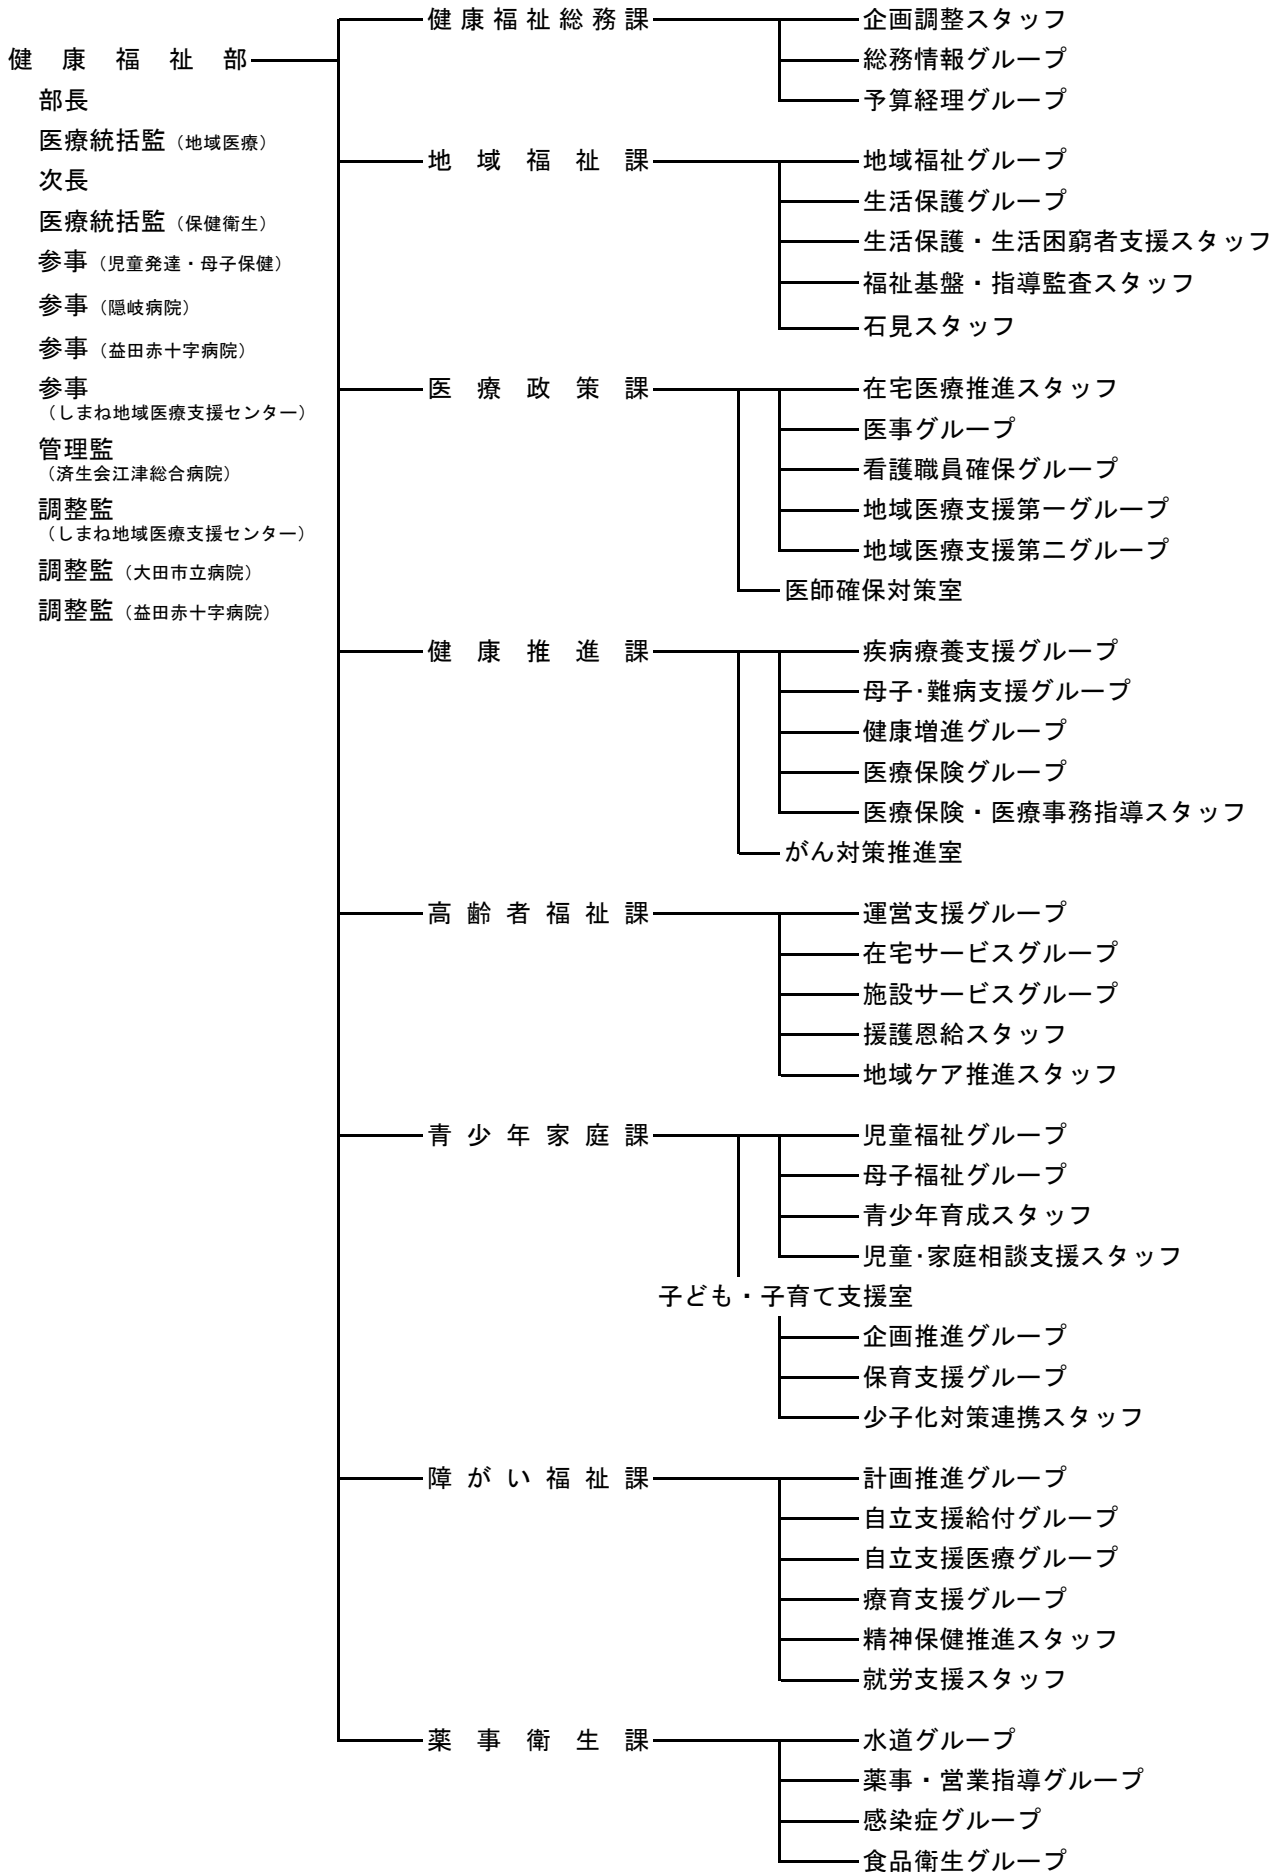 健康福祉部
部長
医療統括監（地域医療）
次長
医療統括監（保健衛生）
参事（児童発達・母子保健）
参事（隠岐病院）
参事（益田赤十字病院）
参事
（しまね地域医療支援センター）
管理監
（済生会江津総合病院）
調整監
（しまね地域医療支援センター）
調整監（大田市立病院）
調整監（益田赤十字病院）
健康福祉総務課
企画調整スタッフ
総務情報グループ
予算経理グループ
地域福祉課
地域福祉グループ
生活保護グループ
生活保護・生活困窮者支援スタッフ
福祉基盤・指導監査スタッフ
石見スタッフ
医療政策課
在宅医療推進スタッフ
医事グループ
看護職員確保グループ
地域医療支援第一グループ
地域医療支援第二グループ
医師確保対策室
健康推進課
疾病療養支援グループ
母子･難病支援グループ
健康増進グループ
医療保険グループ
医療保険・医療事務指導スタッフ
がん対策推進室
高齢者福祉課
運営支援グループ
在宅サービスグループ
施設サービスグループ
援護恩給スタッフ
地域ケア推進スタッフ
青少年家庭課
児童福祉グループ
母子福祉グループ
青少年育成スタッフ
児童･家庭相談支援スタッフ
子ども・子育て支援室
企画推進グループ
保育支援グループ
少子化対策連携スタッフ
障がい福祉課
計画推進グループ
自立支援給付グループ
自立支援医療グループ
療育支援グループ
精神保健推進スタッフ
就労支援スタッフ
薬事衛生課
水道グループ
薬事・営業指導グループ
感染症グループ
食品衛生グループ